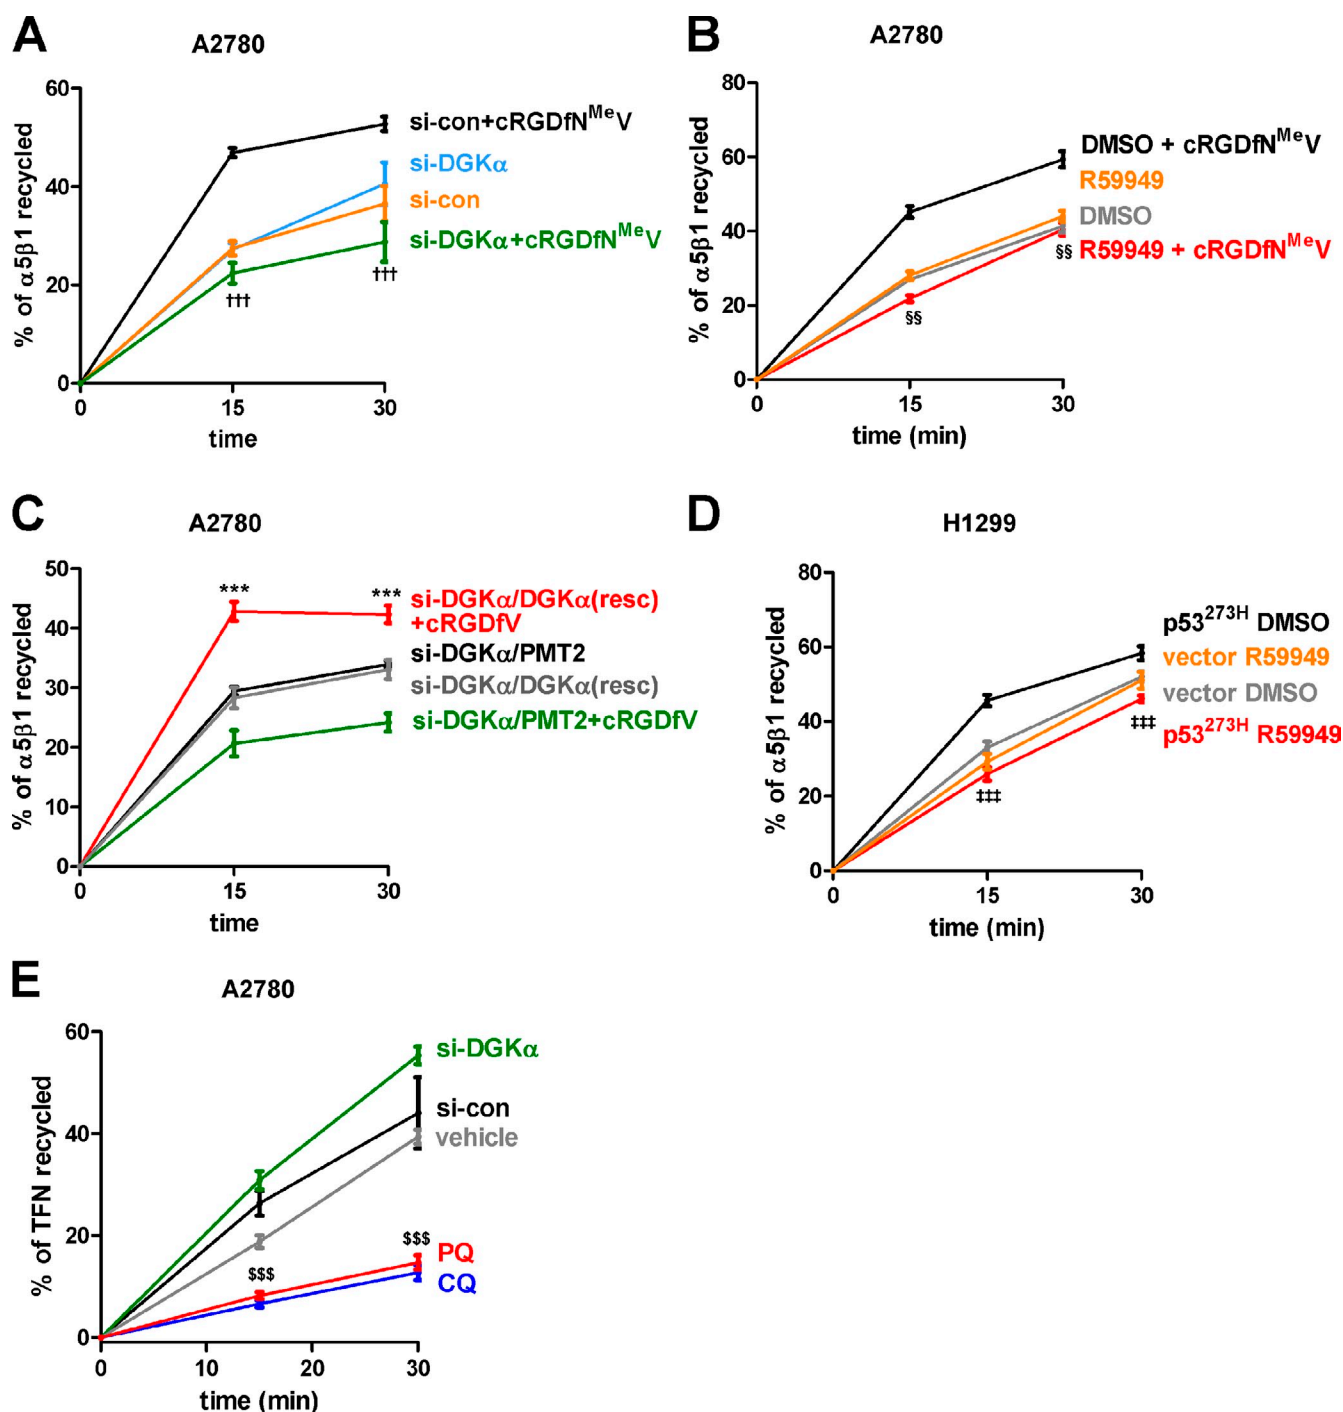 A
A2780
% of α5β1 recycled
60
40
20
0
0
15
30
time
si-con+cRGDfN^MeV
si-DGKα
si-con
si-DGKα+cRGDfN^MeV
†††
†††
B
A2780
% of α5β1 recycled
80
60
40
20
0
0
15
30
time (min)
DMSO + cRGDfN^MeV
R59949
DMSO
R59949 + cRGDfN^MeV
§§
§§
C
A2780
% of α5β1 recycled
50
40
30
20
10
0
0
15
30
time
***
***
si-DGKα/DGKα(resc)
+cRGDfV
si-DGKα/PMT2
si-DGKα/DGKα(resc)
si-DGKα/PMT2+cRGDfV
D
H1299
% of α5β1 recycled
80
60
40
20
0
0
15
30
time (min)
p53^273H DMSO
vector R59949
vector DMSO
p53^273H R59949
‡‡‡
‡‡‡
E
A2780
% of TFN recycled
60
40
20
0
0
10
20
30
time (min)
si-DGKα
si-con
vehicle
$$$
$$$
PQ
CQ